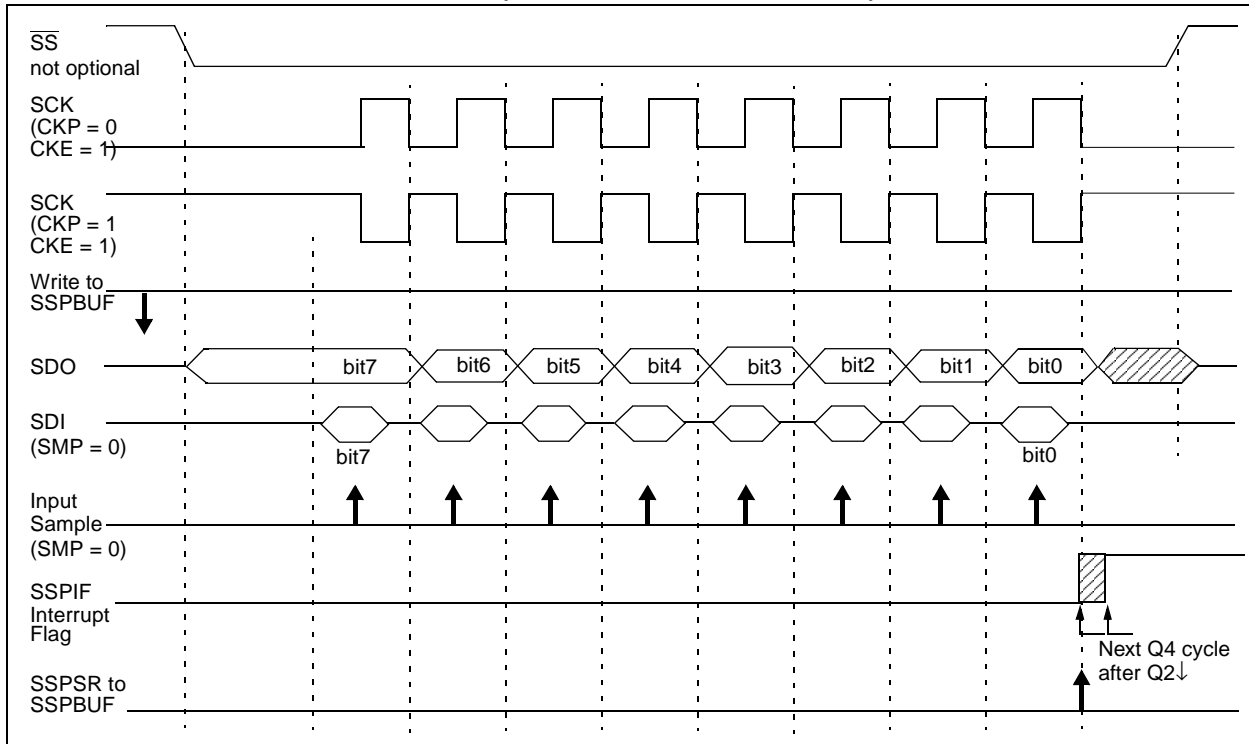 SS
not optional
SCK
(CKP = 0
CKE = 1)
SCK
(CKP = 1
CKE = 1)
Write to
SSPBUF
SDO
bit7
bit6
bit5
bit4
bit3
bit2
bit1
bit0
SDI
(SMP = 0)
bit7
bit0
Input
Sample
(SMP = 0)
SSPIF
Interrupt
Flag
Next Q4 cycle
after Q2↓
SSPSR to
SSPBUF